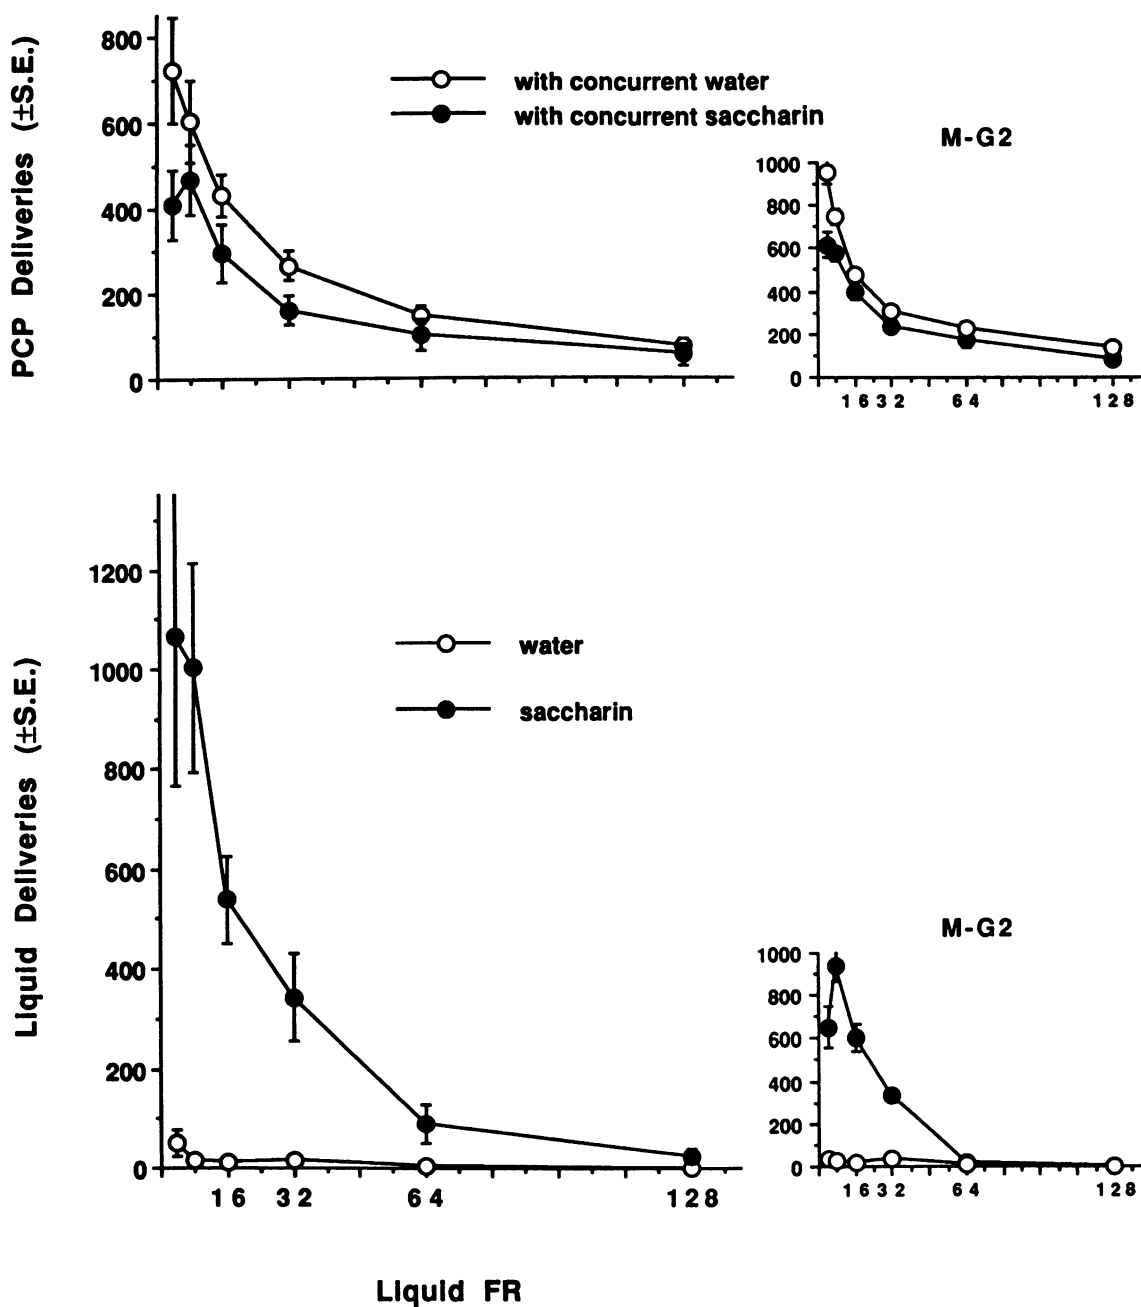 PCP Deliveries (±S.E.)
800
600
400
200
0
with concurrent water
with concurrent saccharin
M-G2
1000
800
600
400
200
0
16 32 64 128
Liquid Deliveries (±S.E.)
1200
1000
800
600
400
200
0
water
saccharin
16 32 64 128
M-G2
1000
800
600
400
200
0
16 32 64 128
Liquid FR